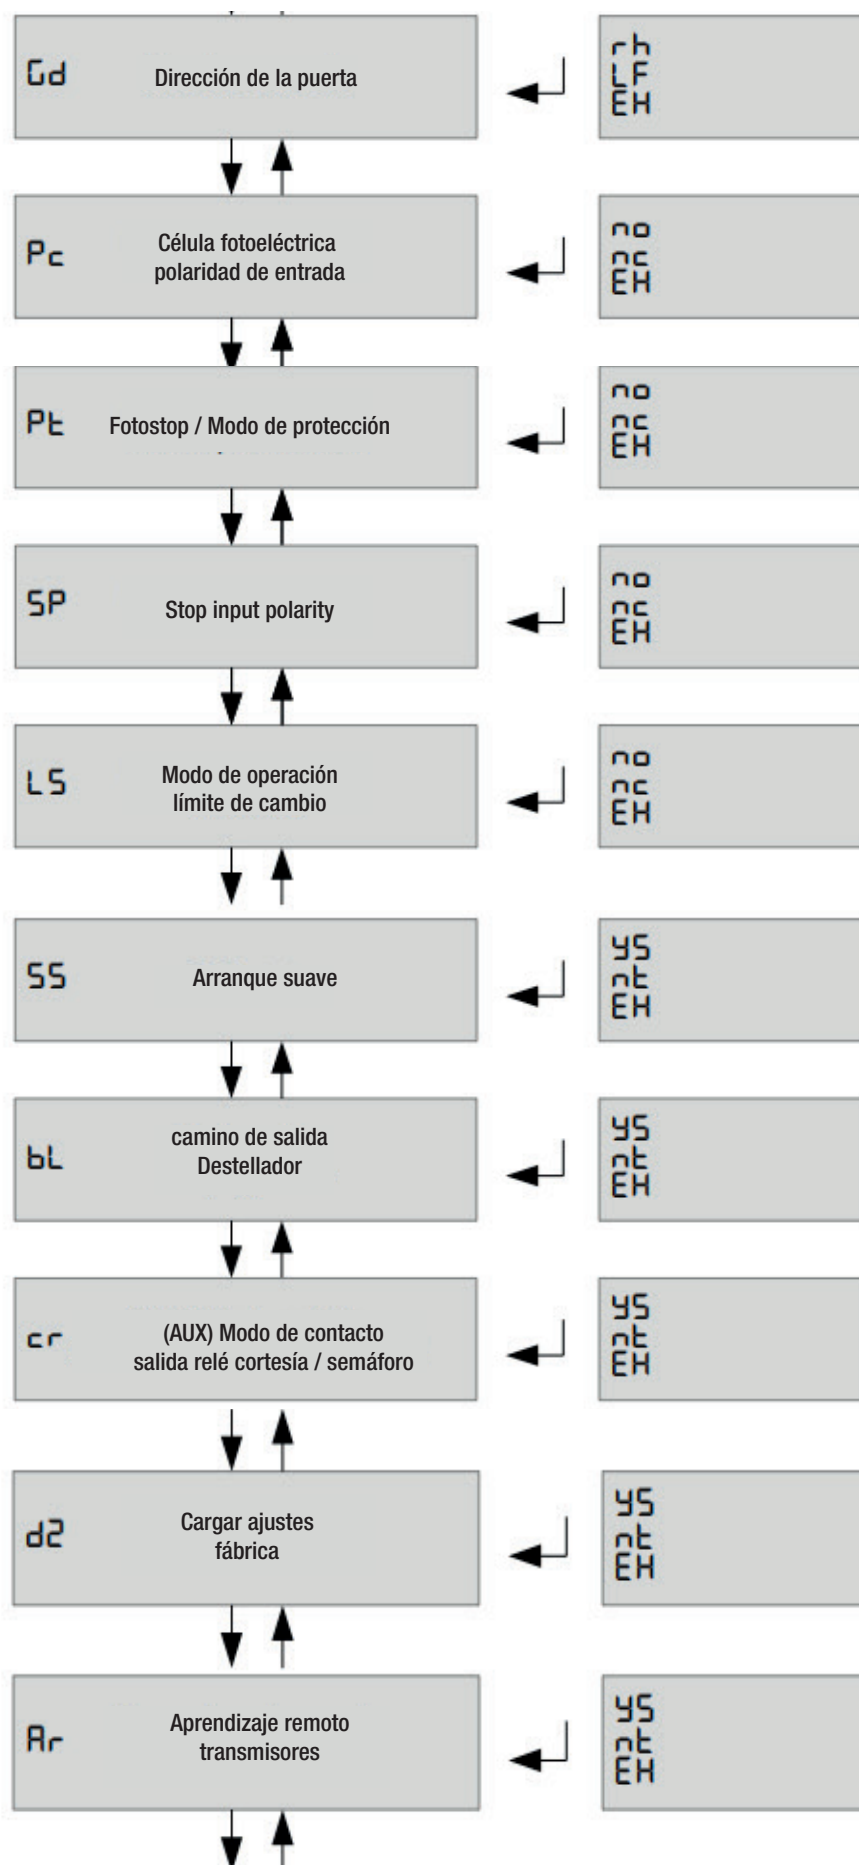 Gd
Dirección de la puerta
rh
LF
EH
Pc
Célula fotoeléctrica
polaridad de entrada
no
nc
EH
Pt
Fotostop / Modo de protección
no
nc
EH
SP
Stop input polarity
no
nc
EH
LS
Modo de operación
límite de cambio
no
nc
EH
SS
Arranque suave
YS
nt
EH
bL
camino de salida
Destellador
YS
nt
EH
cr
(AUX) Modo de contacto
salida relé cortesía / semáforo
YS
nt
EH
d2
Cargar ajustes
fábrica
YS
nt
EH
Ar
Aprendizaje remoto
transmisores
YS
nt
EH